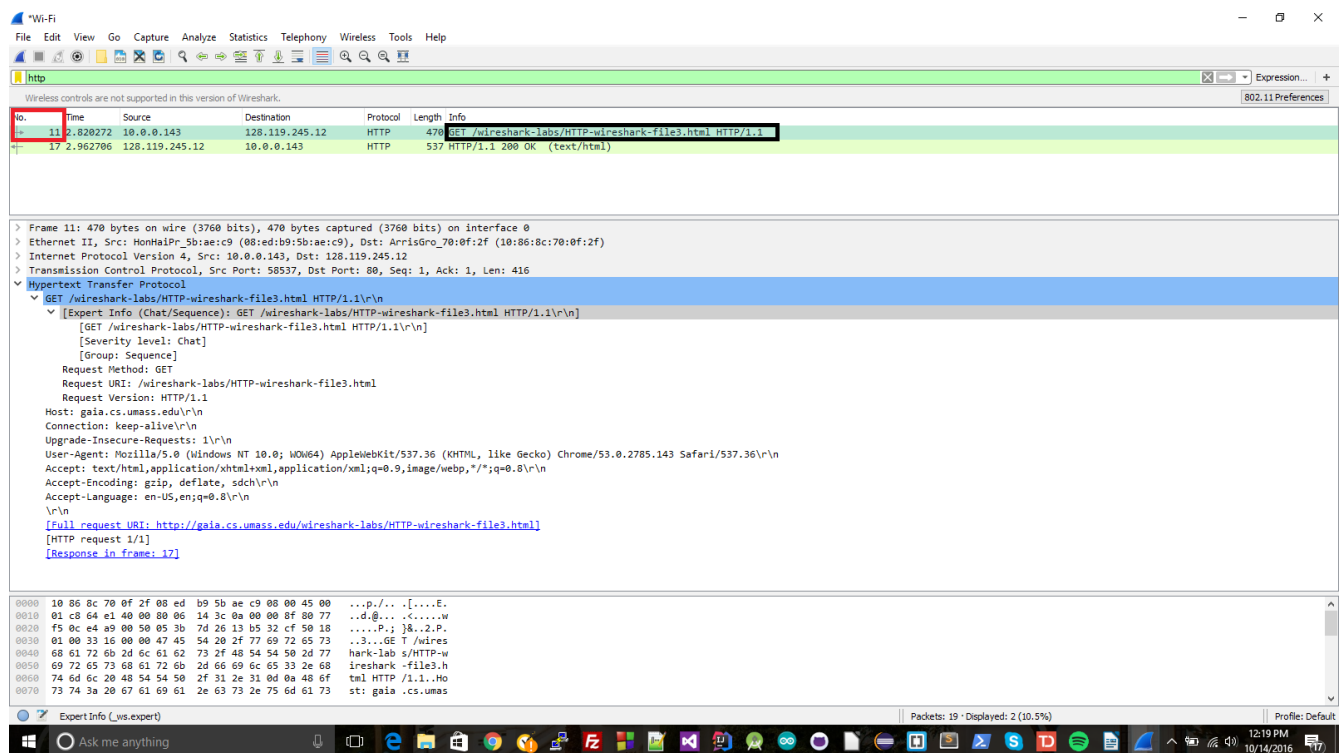 *Wi-Fi
File Edit View Go Capture Analyze Statistics Telephony Wireless Tools Help
http Expression... +
Wireless controls are not supported in this version of Wireshark. 802.11 Preferences
No. Time Source Destination Protocol Length Info
11 2.820272 10.0.0.143 128.119.245.12 HTTP 470 GET /wireshark-labs/HTTP-wireshark-file3.html HTTP/1.1
17 2.962706 128.119.245.12 10.0.0.143 HTTP 537 HTTP/1.1 200 OK (text/html)
> Frame 11: 470 bytes on wire (3760 bits), 470 bytes captured (3760 bits) on interface 0
> Ethernet II, Src: HonHaiPr_5b:ae:c9 (08:ed:b9:5b:ae:c9), Dst: ArrisGro_70:0f:2f (10:86:8c:70:0f:2f)
> Internet Protocol Version 4, Src: 10.0.0.143, Dst: 128.119.245.12
> Transmission Control Protocol, Src Port: 58537, Dst Port: 80, Seq: 1, Ack: 1, Len: 416
Hypertext Transfer Protocol
GET /wireshark-labs/HTTP-wireshark-file3.html HTTP/1.1\r\n
[Expert Info (Chat/Sequence): GET /wireshark-labs/HTTP-wireshark-file3.html HTTP/1.1\r\n]
[GET /wireshark-labs/HTTP-wireshark-file3.html HTTP/1.1\r\n]
[Severity level: Chat]
[Group: Sequence]
Request Method: GET
Request URI: /wireshark-labs/HTTP-wireshark-file3.html
Request Version: HTTP/1.1
Host: gaia.cs.umass.edu\r\n
Connection: keep-alive\r\n
Upgrade-Insecure-Requests: 1\r\n
User-Agent: Mozilla/5.0 (Windows NT 10.0; WOW64) AppleWebKit/537.36 (KHTML, like Gecko) Chrome/53.0.2785.143 Safari/537.36\r\n
Accept: text/html,application/xhtml+xml,application/xml;q=0.9,image/webp,*/*;q=0.8\r\n
Accept-Encoding: gzip, deflate, sdch\r\n
Accept-Language: en-US,en;q=0.8\r\n
\r\n
[Full request URI: http://gaia.cs.umass.edu/wireshark-labs/HTTP-wireshark-file3.html]
[HTTP request 1/1]
[Response in frame: 17]
0000 10 86 8c 70 0f 2f 08 ed b9 5b ae c9 08 00 45 00 ...p./.. .[....E.
0010 01 c8 64 e1 40 00 80 06 14 3c 0a 00 00 8f 80 77 ..d.@... .<.....w
0020 f5 0c e4 a9 00 50 05 3b 7d 26 13 b5 32 cf 50 18 .....P.; }&..2.P.
0030 01 00 33 16 00 00 47 45 54 20 2f 77 69 72 65 73 ..3...GE T /wires
0040 68 61 72 6b 2d 6c 61 62 73 2f 48 54 54 50 2d 77 hark-lab s/HTTP-w
0050 69 72 65 73 68 61 72 6b 2d 66 69 6c 65 33 2e 68 ireshark -file3.h
0060 74 6d 6c 20 48 54 54 50 2f 31 2e 31 0d 0a 48 6f tml HTTP /1.1..Ho
0070 73 74 3a 20 67 61 69 61 2e 63 73 2e 75 6d 61 73 st: gaia .cs.umas
Expert Info (_ws.expert) Packets: 19 · Displayed: 2 (10.5%) Profile: Default
Ask me anything 12:19 PM
10/14/2016